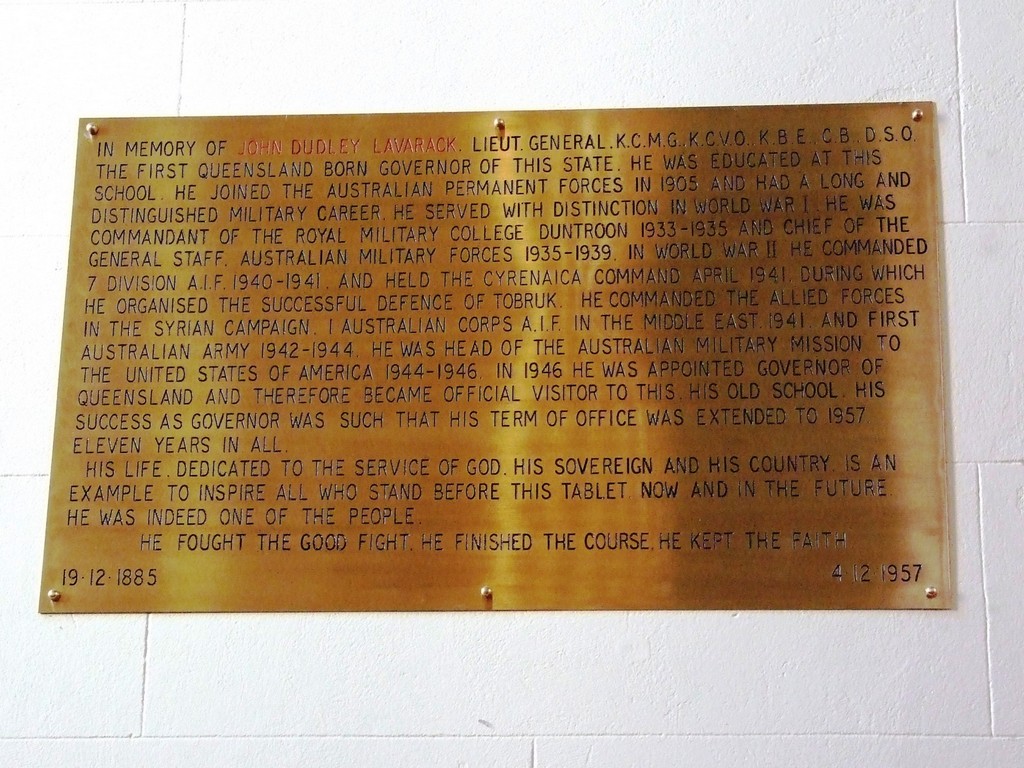 IN MEMORY OF JOHN DUDLEY LAVARACK. LIEUT. GENERAL. K.C.M.G., K.C.V.O., K.B.E., C.B., D.S.O.
THE FIRST QUEENSLAND BORN GOVERNOR OF THIS STATE. HE WAS EDUCATED AT THIS
SCHOOL. HE JOINED THE AUSTRALIAN PERMANENT FORCES IN 1905 AND HAD A LONG AND
DISTINGUISHED MILITARY CAREER. HE SERVED WITH DISTINCTION IN WORLD WAR I. HE WAS
COMMANDANT OF THE ROYAL MILITARY COLLEGE DUNTROON 1933-1935 AND CHIEF OF THE
GENERAL STAFF, AUSTRALIAN MILITARY FORCES 1935-1939. IN WORLD WAR II HE COMMANDED
7 DIVISION A.I.F. 1940-1941, AND HELD THE CYRENAICA COMMAND APRIL 1941, DURING WHICH
HE ORGANISED THE SUCCESSFUL DEFENCE OF TOBRUK. HE COMMANDED THE ALLIED FORCES
IN THE SYRIAN CAMPAIGN, I AUSTRALIAN CORPS A.I.F. IN THE MIDDLE EAST, 1941, AND FIRST
AUSTRALIAN ARMY 1942-1944. HE WAS HEAD OF THE AUSTRALIAN MILITARY MISSION TO
THE UNITED STATES OF AMERICA 1944-1946. IN 1946 HE WAS APPOINTED GOVERNOR OF
QUEENSLAND AND THEREFORE BECAME OFFICIAL VISITOR TO THIS, HIS OLD SCHOOL. HIS
SUCCESS AS GOVERNOR WAS SUCH THAT HIS TERM OF OFFICE WAS EXTENDED TO 1957
ELEVEN YEARS IN ALL.
HIS LIFE, DEDICATED TO THE SERVICE OF GOD, HIS SOVEREIGN AND HIS COUNTRY, IS AN
EXAMPLE TO INSPIRE ALL WHO STAND BEFORE THIS TABLET NOW AND IN THE FUTURE.
HE WAS INDEED ONE OF THE PEOPLE.
HE FOUGHT THE GOOD FIGHT, HE FINISHED THE COURSE, HE KEPT THE FAITH
19·12·1885
4·12·1957